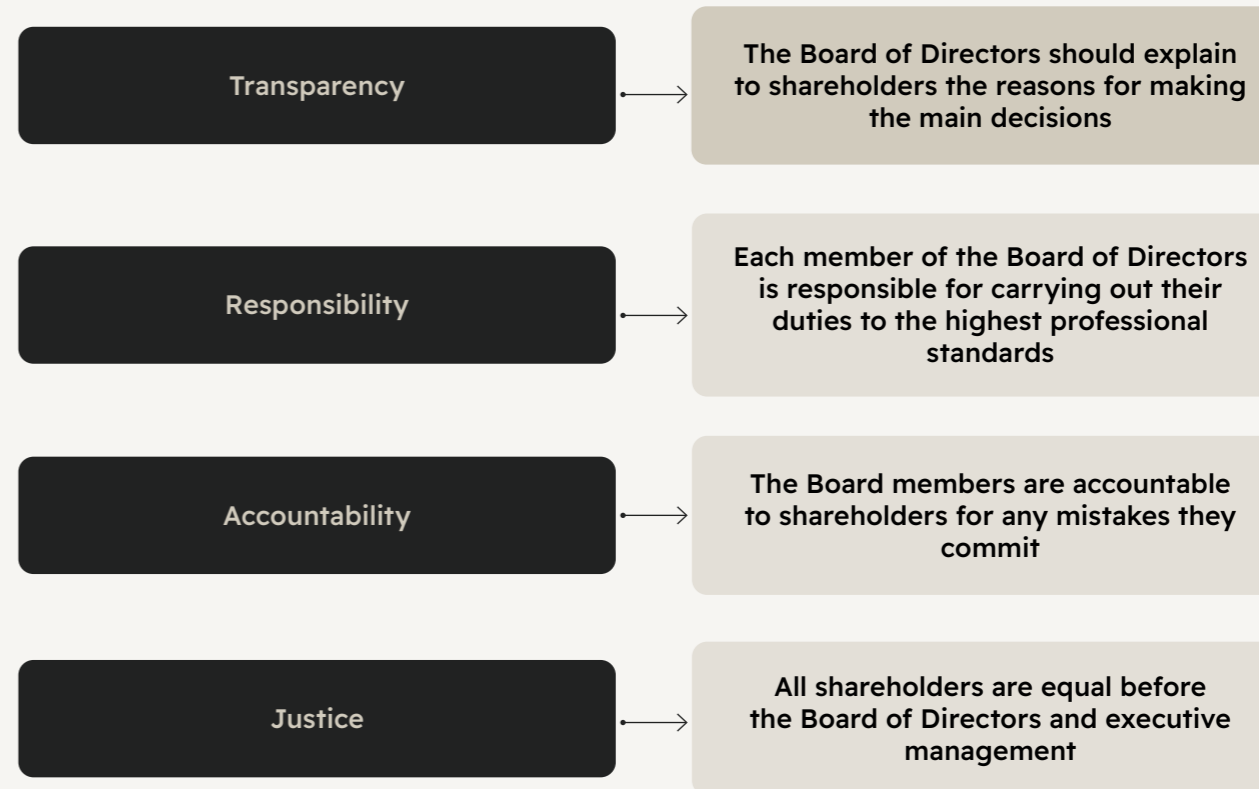 Transparency
The Board of Directors should explain
to shareholders the reasons for making
the main decisions
Responsibility
Each member of the Board of Directors
is responsible for carrying out their
duties to the highest professional
standards
Accountability
The Board members are accountable
to shareholders for any mistakes they
commit
Justice
All shareholders are equal before
the Board of Directors and executive
management